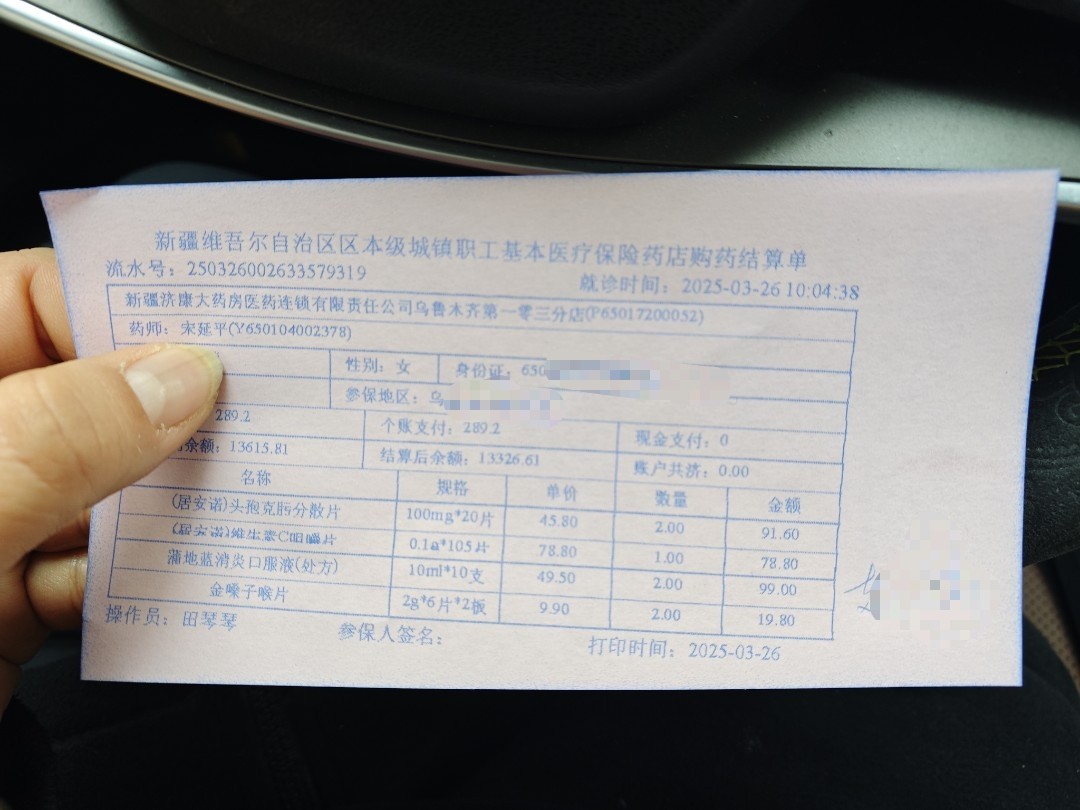 新疆维吾尔自治区区本级城镇职工基本医疗保险药店购药结算单
流水号：250326002633579319 就诊时间：2025-03-26 10:04:38
新疆济康大药房医药连锁有限责任公司乌鲁木齐第一零三分店(P65017200052)
药师：宋延平(Y650104002378)
性别：女 身份证：650
参保地区：乌
289.2 个账支付：289.2 现金支付：0
余额：13615.81 结算后余额：13326.61 账户共济：0.00
名称 规格 单价 数量 金额
(居安诺)头孢克肟分散片 100mg*20片 45.80 2.00 91.60
(居安诺)维生素C咀嚼片 0.1g*105片 78.80 1.00 78.80
蒲地蓝消炎口服液(处方) 10ml*10支 49.50 2.00 99.00
金嗓子喉片 2g*6片*2板 9.90 2.00 19.80
操作员：田琴琴 参保人签名： 打印时间：2025-03-26